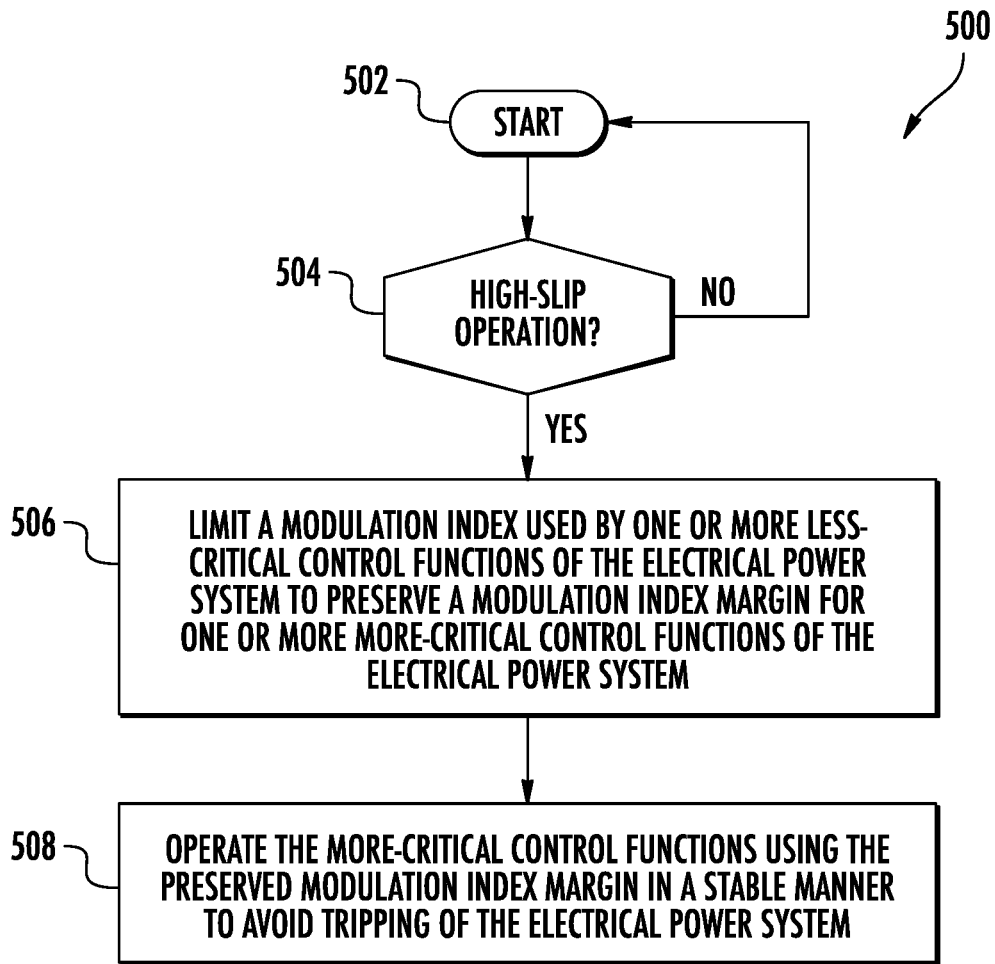 500
502
START
504
HIGH-SLIP
OPERATION?
NO
YES
506
LIMIT A MODULATION INDEX USED BY ONE OR MORE LESS-
CRITICAL CONTROL FUNCTIONS OF THE ELECTRICAL POWER
SYSTEM TO PRESERVE A MODULATION INDEX MARGIN FOR
ONE OR MORE MORE-CRITICAL CONTROL FUNCTIONS OF THE
ELECTRICAL POWER SYSTEM
508
OPERATE THE MORE-CRITICAL CONTROL FUNCTIONS USING THE
PRESERVED MODULATION INDEX MARGIN IN A STABLE MANNER
TO AVOID TRIPPING OF THE ELECTRICAL POWER SYSTEM